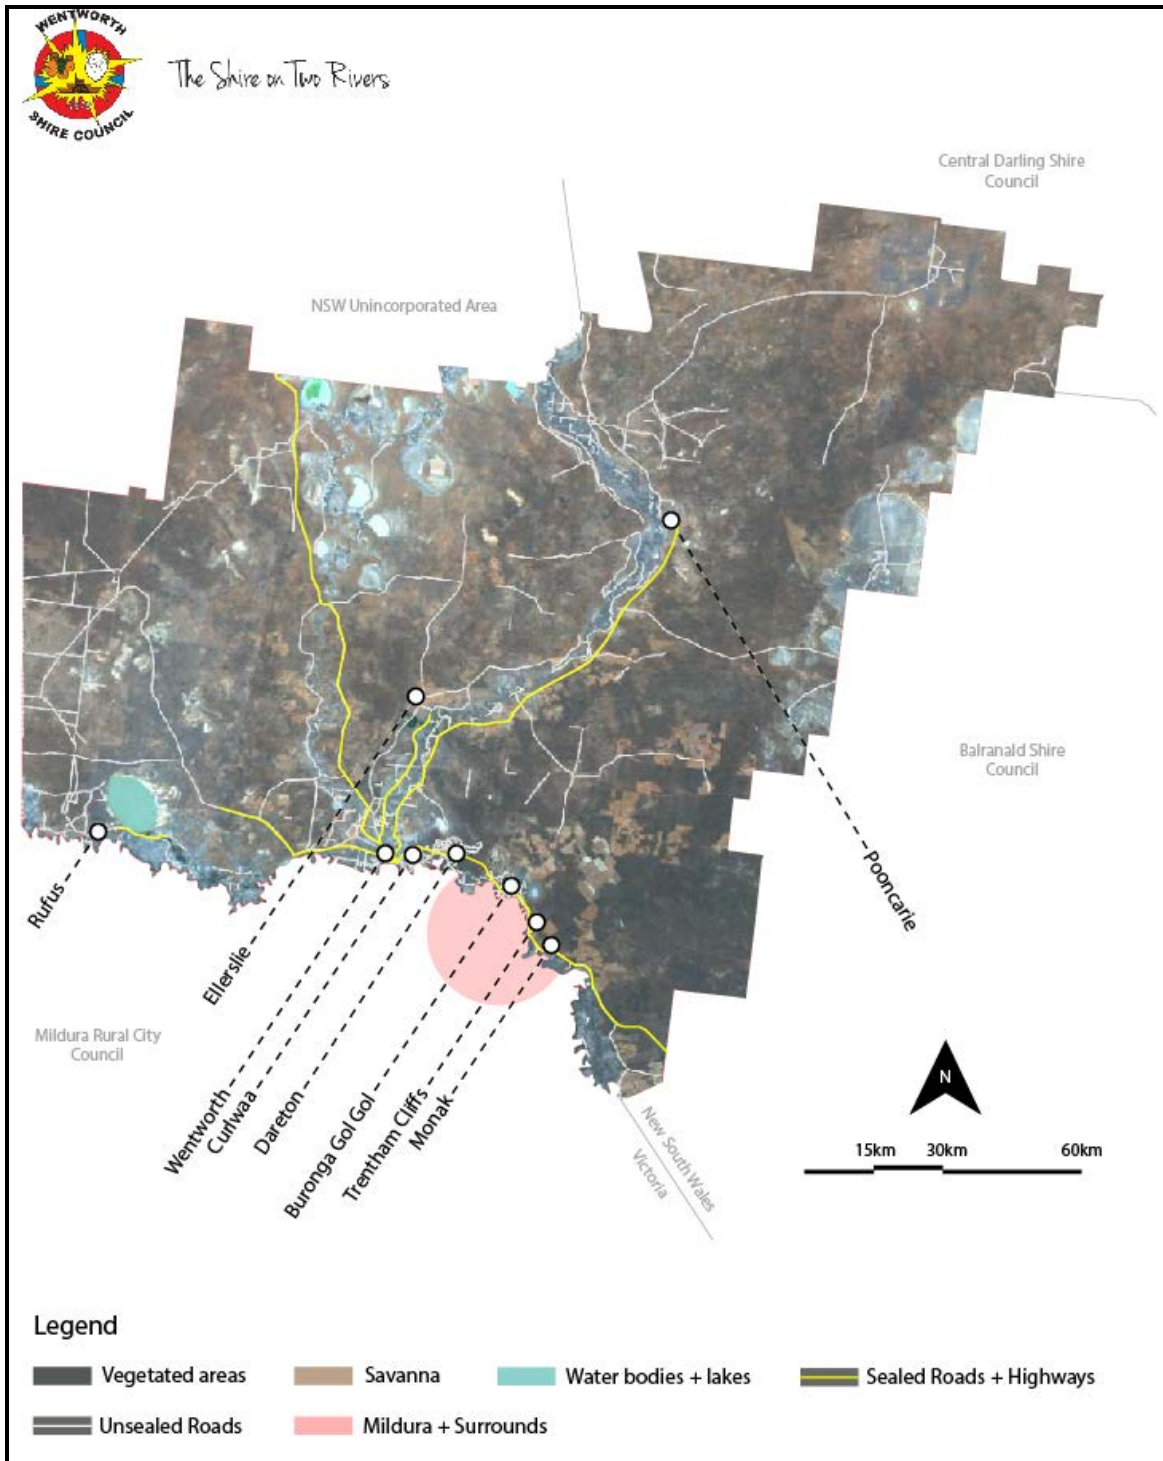 WENTWORTH
SHIRE COUNCIL
The Shire on Two Rivers
Central Darling Shire
Council
NSW Unincorporated Area
Balranald Shire
Council
Pooncarie
Rufus
Ellerslie
Mildura Rural City
Council
Wentworth
Curlwaa
Dareton
Buronga Gol Gol
Trentham Cliffs
Monak
New South Wales
Victoria
N
15km 30km 60km
Legend
Vegetated areas
Savanna
Water bodies + lakes
Sealed Roads + Highways
Unsealed Roads
Mildura + Surrounds